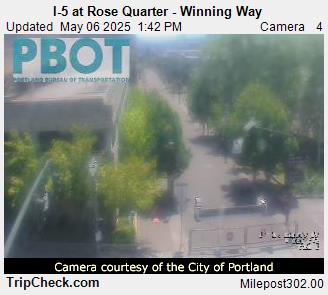 I-5 at Rose Quarter - Winning Way
Updated May 06 2025 1:42 PM Camera 4
PBOT
PORTLAND BUREAU OF TRANSPORTATION
Camera courtesy of the City of Portland
TripCheck.com Milepost302.00